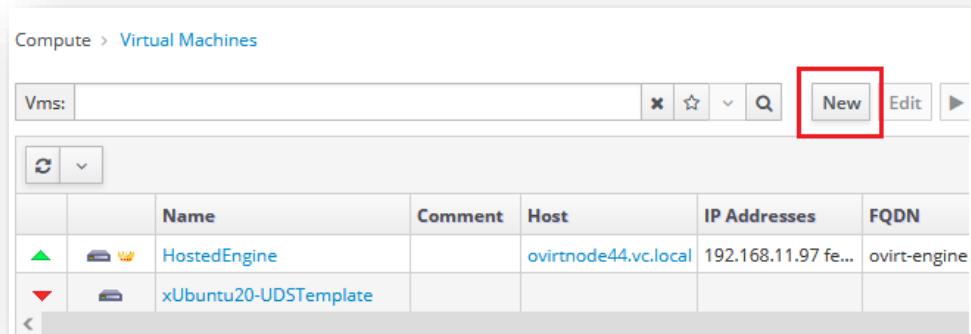 Compute > Virtual Machines
Vms: New Edit
Name Comment Host IP Addresses FQDN
HostedEngine ovirtnode44.vc.local 192.168.11.97 fe... ovirt-engine
xUbuntu20-UDSTemplate